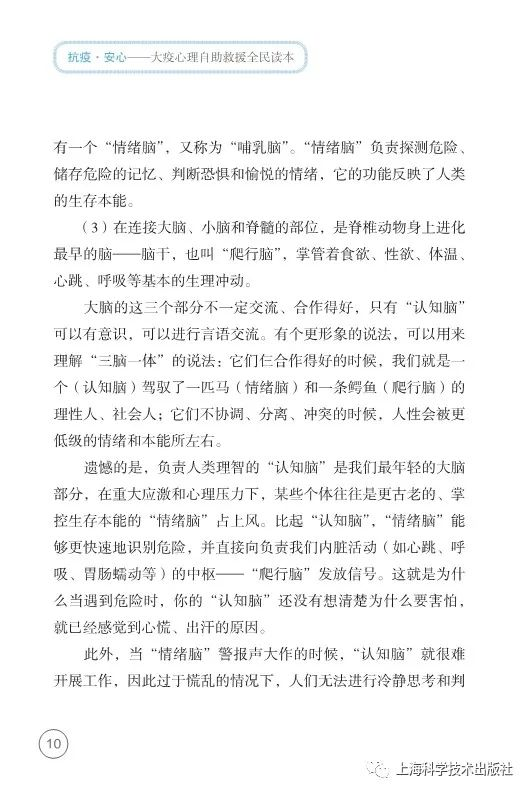 抗疫·安心——大疫心理自助救援全民读本
有一个“情绪脑”，又称为“哺乳脑”。“情绪脑”负责探测危险、
储存危险的记忆、判断恐惧和愉悦的情绪，它的功能反映了人类
的生存本能。
（3）在连接大脑、小脑和脊髓的部位，是脊椎动物身上进化
最早的脑——脑干，也叫“爬行脑”，掌管着食欲、性欲、体温、
心跳、呼吸等基本的生理冲动。
大脑的这三个部分不一定交流、合作得好，只有“认知脑”
可以有意识，可以进行言语交流。有个更形象的说法，可以用来
理解“三脑一体”的说法：它们仨合作得好的时候，我们就是一
个（认知脑）驾驭了一匹马（情绪脑）和一条鳄鱼（爬行脑）的
理性人、社会人；它们不协调、分离、冲突的时候，人性会被更
低级的情绪和本能所左右。
遗憾的是，负责人类理智的“认知脑”是我们最年轻的大脑
部分，在重大应激和心理压力下，某些个体往往是更古老的、掌
控生存本能的“情绪脑”占上风。比起“认知脑”，“情绪脑”能
够更快速地识别危险，并直接向负责我们内脏活动（如心跳、呼
吸、胃肠蠕动等）的中枢——“爬行脑”发放信号。这就是为什
么当遇到危险时，你的“认知脑”还没有想清楚为什么要害怕，
就已经感觉到心慌、出汗的原因。
此外，当“情绪脑”警报声大作的时候，“认知脑”就很难
开展工作，因此过于慌乱的情况下，人们无法进行冷静思考和判
10
上海科学技术出版社